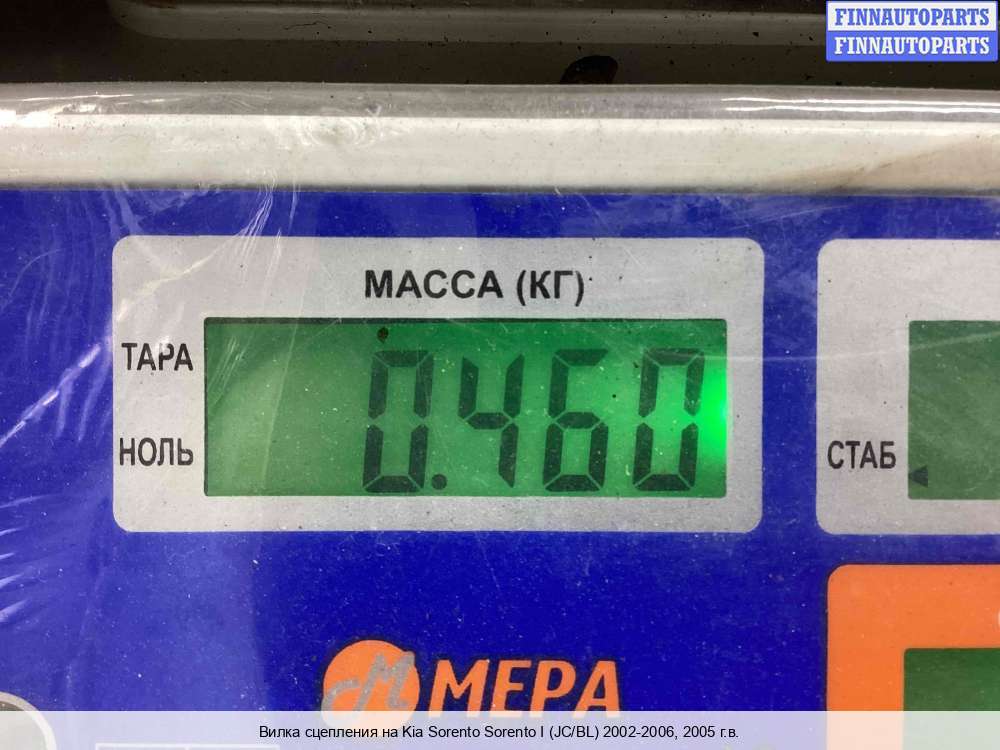 FINNAUTOPARTS
FINNAUTOPARTS
МАССА (КГ)
ТАРА
0.460
НОЛЬ
СТАБ
М МЕРА
Вилка сцепления на Kia Sorento Sorento I (JC/BL) 2002-2006, 2005 г.в.